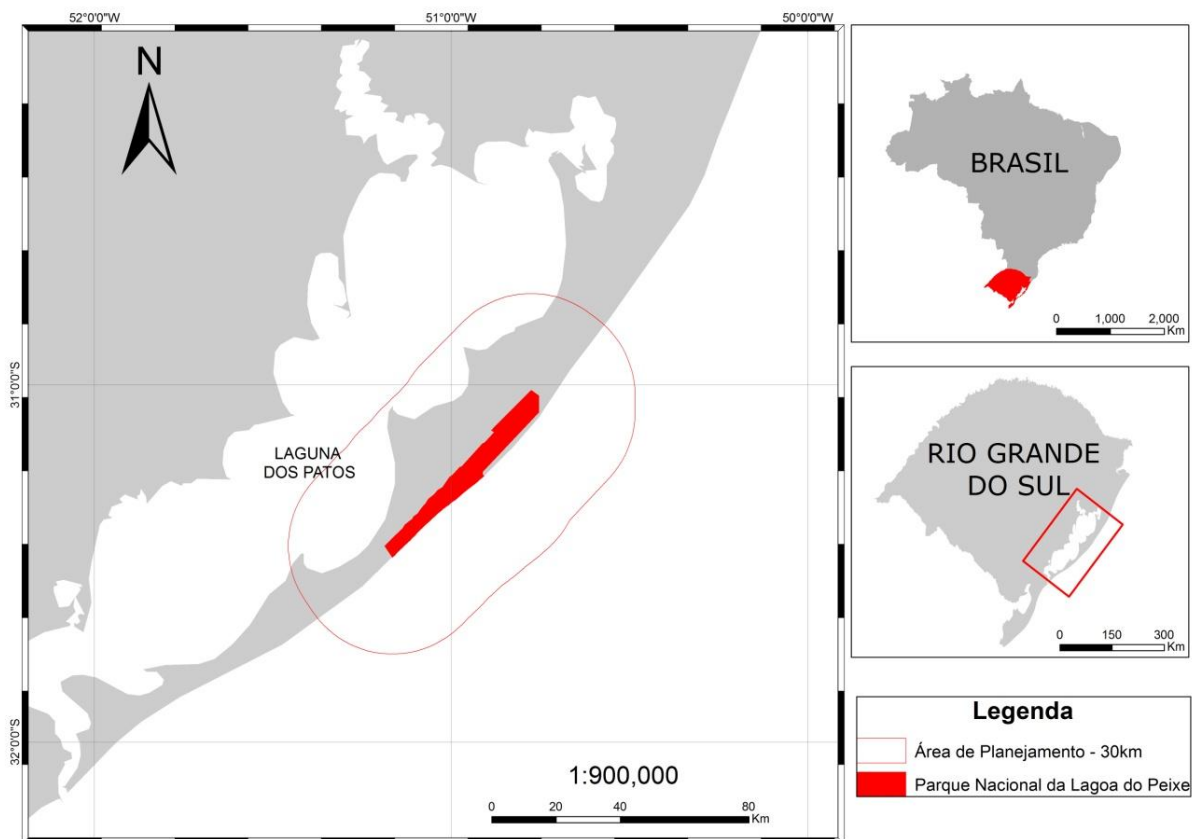 52°0'0"W
51°0'0"W
50°0'0"W
N
31°0'0"S
32°0'0"S
LAGUNA
DOS PATOS
1:900,000
0 20 40 60 80
Km
BRASIL
0 1,000 2,000
Km
RIO GRANDE
DO SUL
0 150 300
Km
Legenda
Área de Planejamento - 30km
Parque Nacional da Lagoa do Peixe